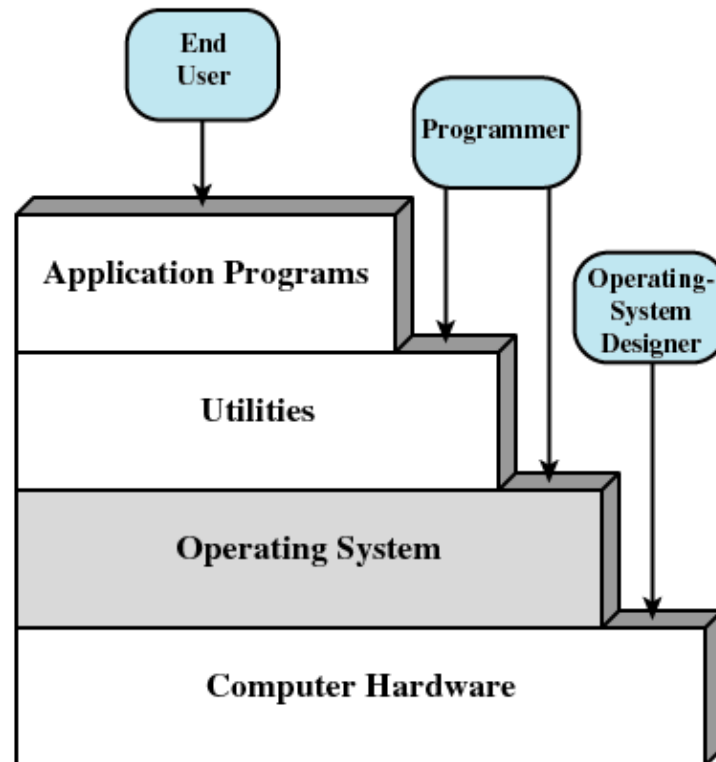 End
User
Programmer
Application Programs
Operating-
System
Designer
Utilities
Operating System
Computer Hardware